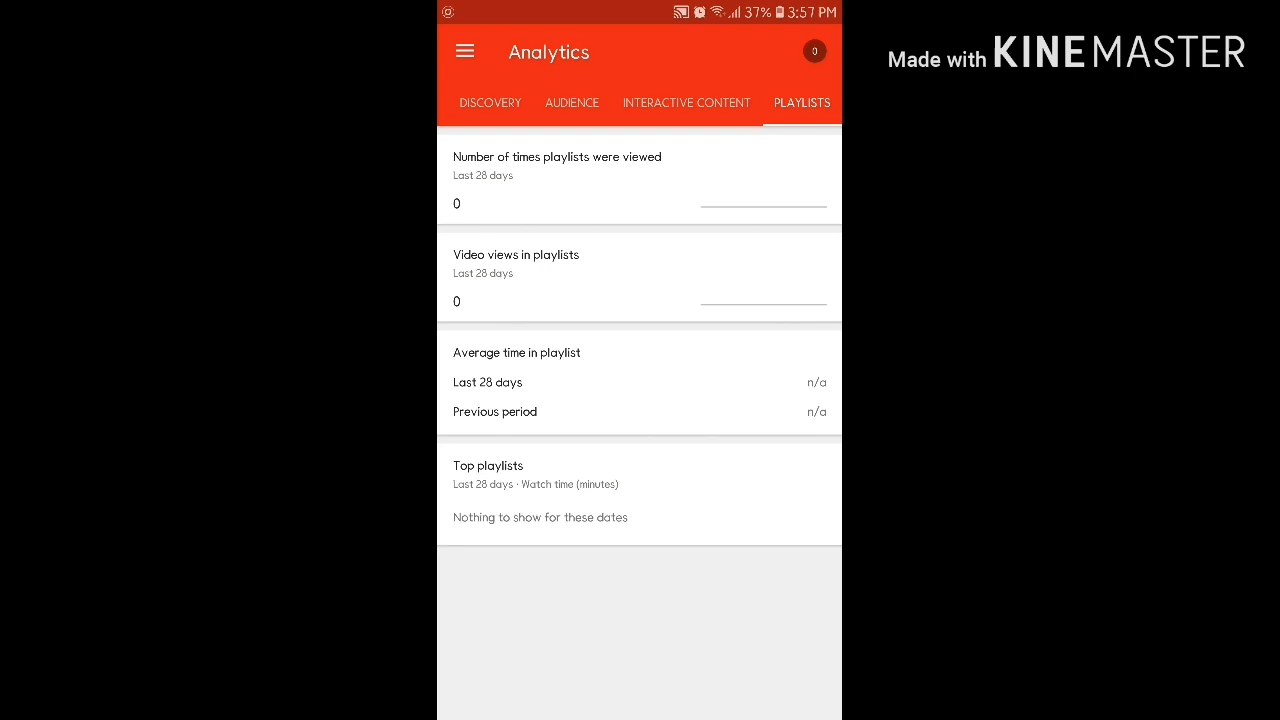 37% 3:57 PM
Made with KINEMASTER
Analytics
0
DISCOVERY AUDIENCE INTERACTIVE CONTENT PLAYLISTS
Number of times playlists were viewed
Last 28 days
0
Video views in playlists
Last 28 days
0
Average time in playlist
Last 28 days n/a
Previous period n/a
Top playlists
Last 28 days · Watch time (minutes)
Nothing to show for these dates